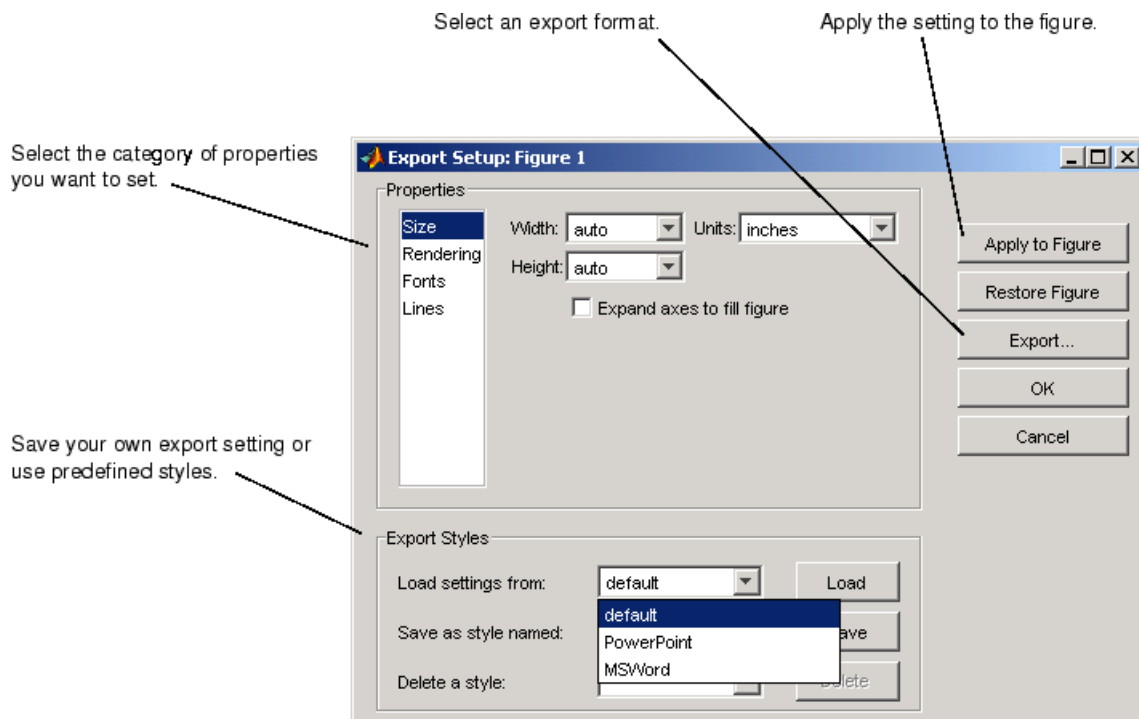 Select an export format.
Apply the setting to the figure.
Select the category of properties
you want to set.
Export Setup: Figure 1
Properties
Size
Rendering
Fonts
Lines
Width: auto Units: inches
Height: auto
Expand axes to fill figure
Apply to Figure
Restore Figure
Export...
OK
Cancel
Save your own export setting or
use predefined styles.
Export Styles
Load settings from: default Load
default
PowerPoint
MSWord
Save as style named:
Delete a style: